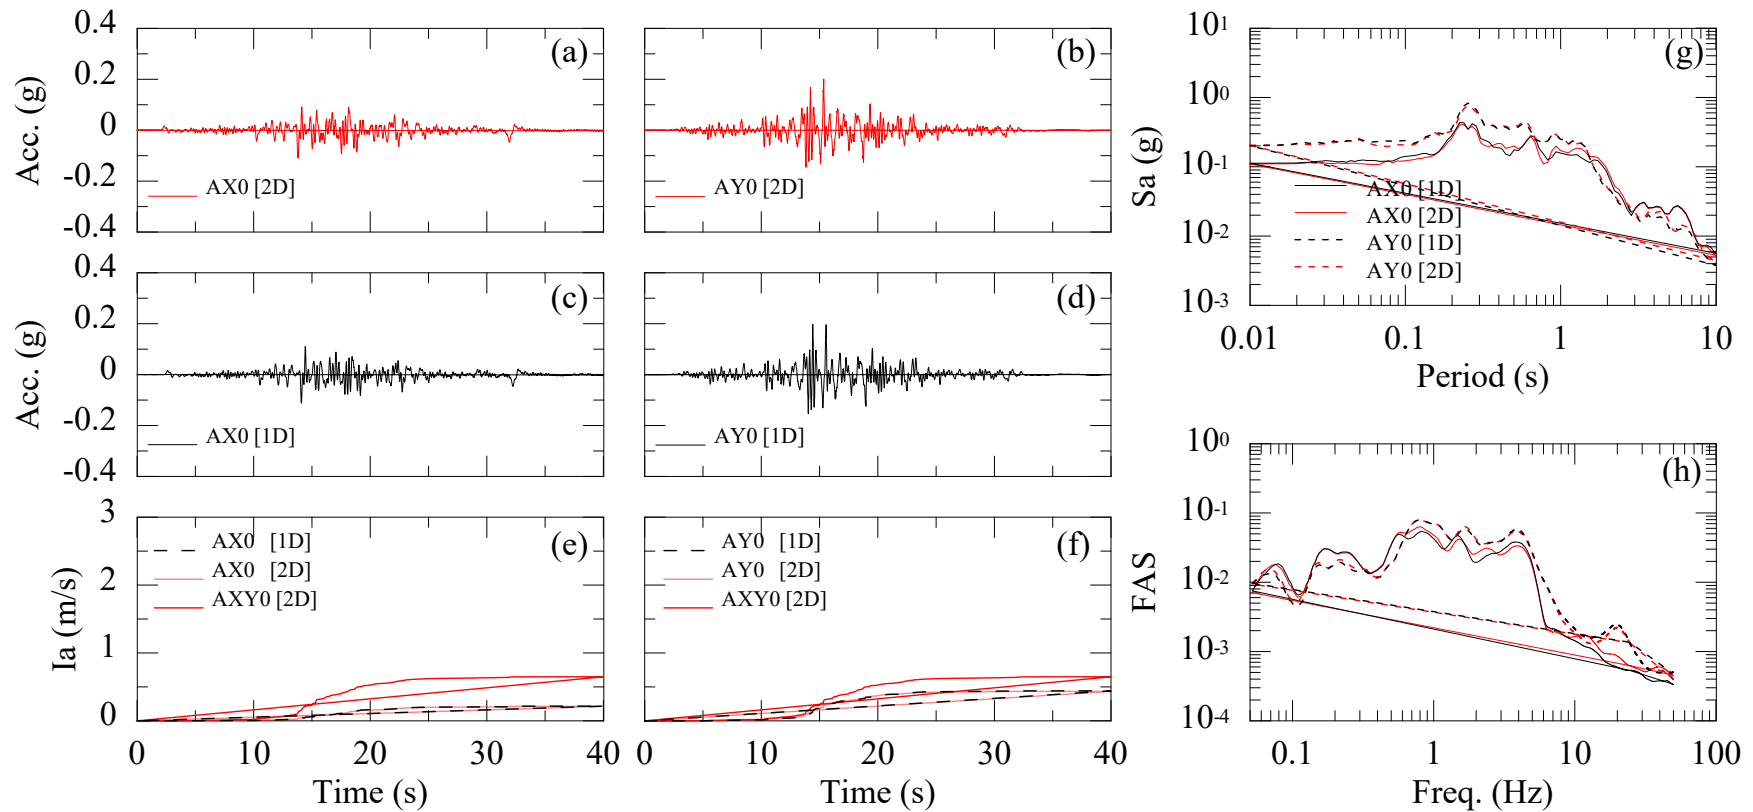 0.4
0.2
0
-0.2
-0.4
Acc. (g)
(a)
AX0 [2D]
(b)
AY0 [2D]
0.2
0
-0.2
-0.4
0.4
Acc. (g)
(c)
AX0 [1D]
(d)
AY0 [1D]
3
2
1
0
Ia (m/s)
(e)
AX0 [1D]
AX0 [2D]
AXY0 [2D]
0 10 20 30 40
Time (s)
(f)
AY0 [1D]
AY0 [2D]
AXY0 [2D]
0 10 20 30 40
Time (s)
10¹
10⁰
10⁻¹
10⁻²
10⁻³
Sa (g)
(g)
AX0 [1D]
AX0 [2D]
AY0 [1D]
AY0 [2D]
0.01 0.1 1 10
Period (s)
10⁰
10⁻¹
10⁻²
10⁻³
10⁻⁴
FAS
(h)
0.1 1 10 100
Freq. (Hz)